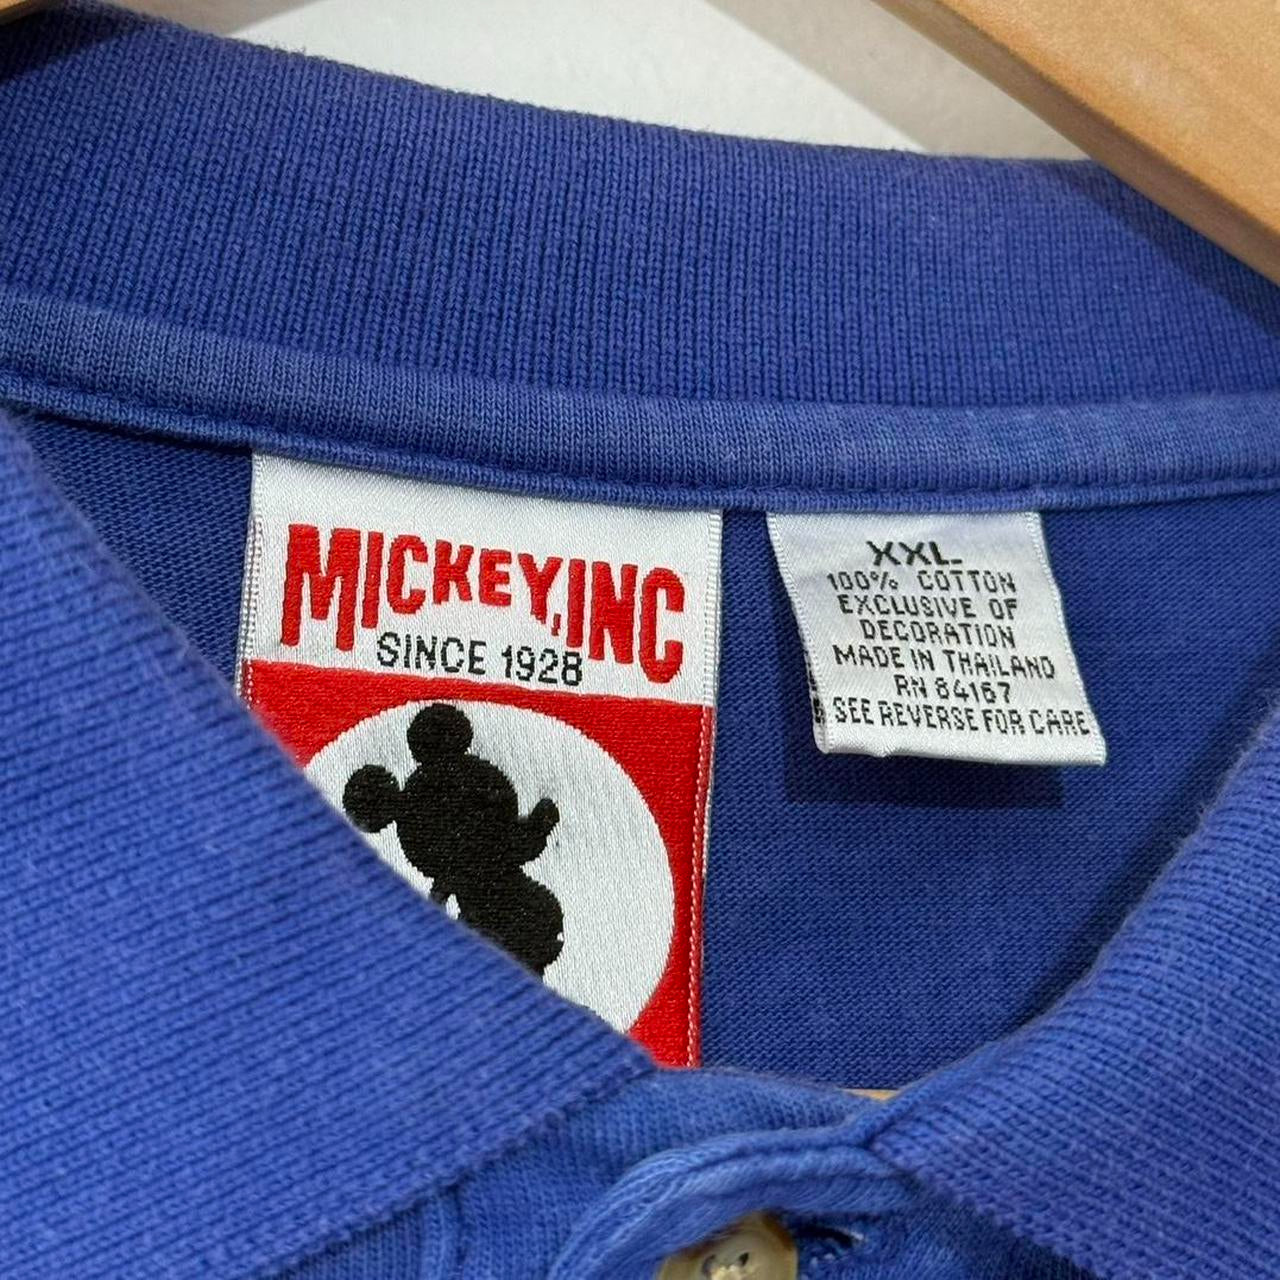 MICKEY, INC
SINCE 1928
XXL
100% COTTON
EXCLUSIVE OF
DECORATION
MADE IN THAILAND
RN 84167
SEE REVERSE FOR CARE